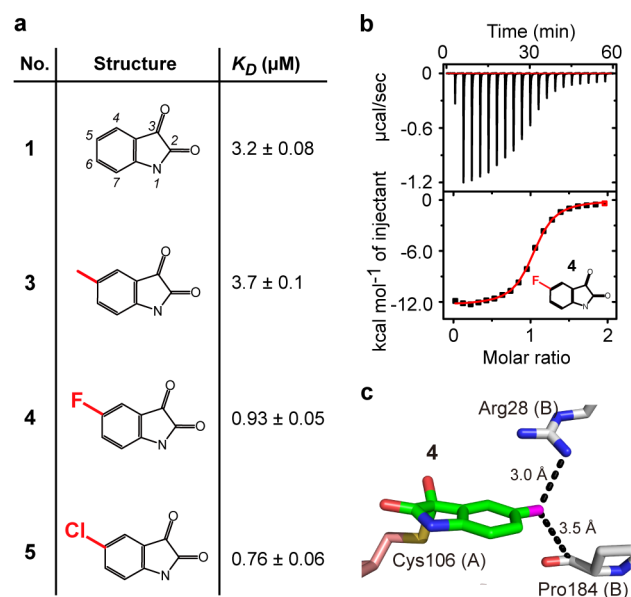 a
No. Structure K_D (µM)
1
4
5
6
7
3
2
1
O
O
N
3.2 ± 0.08
3
O
O
N
3.7 ± 0.1
4
F
O
O
N
0.93 ± 0.05
5
Cl
O
O
N
0.76 ± 0.06
b
Time (min)
0 30 60
µcal/sec
0
-0.6
-1.2
kcal mol⁻¹ of injectant
0
-6.0
-12.0
4
F
O
O
N
0 1 2
Molar ratio
c
Arg28 (B)
4
3.0 Å
3.5 Å
Cys106 (A)
Pro184 (B)